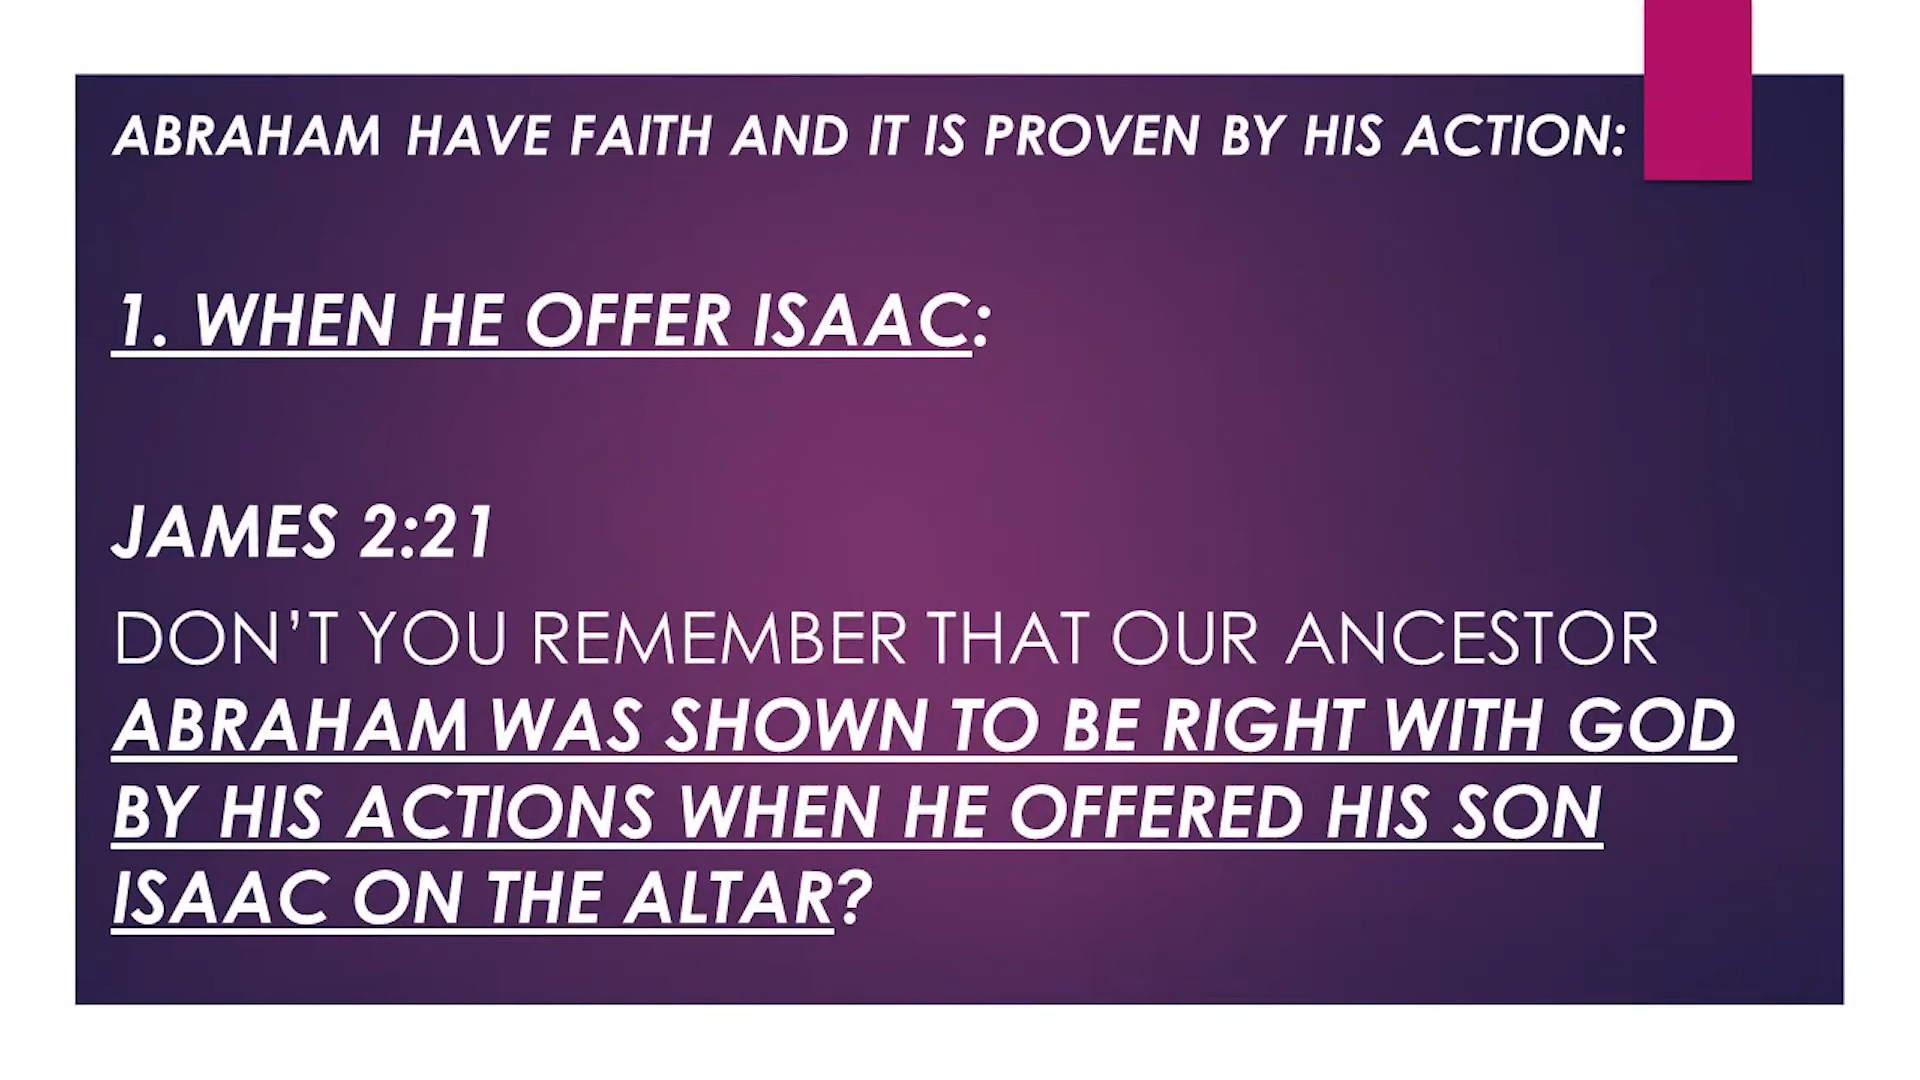 ABRAHAM HAVE FAITH AND IT IS PROVEN BY HIS ACTION:
1. WHEN HE OFFER ISAAC:
JAMES 2:21
DON’T YOU REMEMBER THAT OUR ANCESTOR
ABRAHAM WAS SHOWN TO BE RIGHT WITH GOD
BY HIS ACTIONS WHEN HE OFFERED HIS SON
ISAAC ON THE ALTAR?